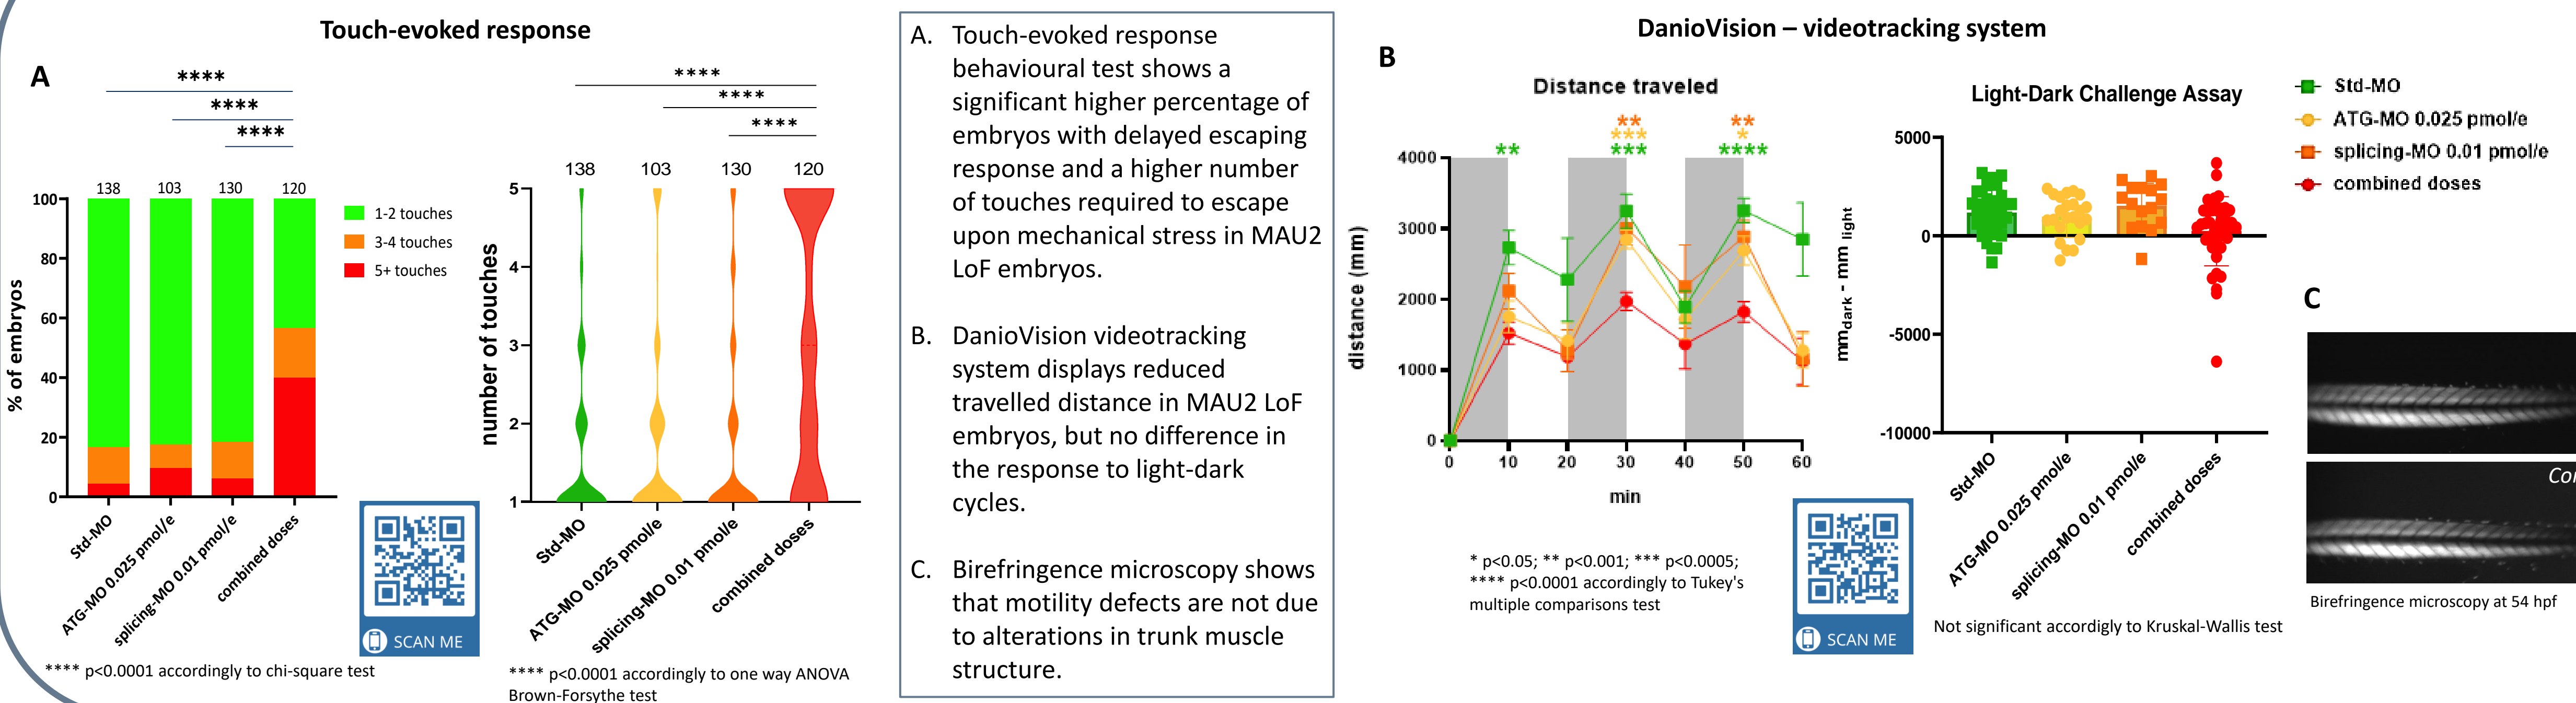 Touch-evoked response
A
****
****
****
138 103 130 120
100
80
60
40
20
0
% of embryos
1-2 touches
3-4 touches
5+ touches
Std-MO
ATG-MO 0.025 pmol/e
splicing-MO 0.01 pmol/e
combined doses
**** p<0.0001 accordingly to chi-square test
SCAN ME
****
****
****
138 103 130 120
5
4
3
2
1
number of touches
Std-MO
ATG-MO 0.025 pmol/e
splicing-MO 0.01 pmol/e
combined doses
**** p<0.0001 accordingly to one way ANOVA
Brown-Forsythe test
A. Touch-evoked response
behavioural test shows a
significant higher percentage of
embryos with delayed escaping
response and a higher number
of touches required to escape
upon mechanical stress in MAU2
LoF embryos.
B. DanioVision videotracking
system displays reduced
travelled distance in MAU2 LoF
embryos, but no difference in
the response to light-dark
cycles.
C. Birefringence microscopy shows
that motility defects are not due
to alterations in trunk muscle
structure.
DanioVision – videotracking system
B
Distance traveled
** **
*** *
** *** ****
4000
3000
2000
1000
0
distance (mm)
0 10 20 30 40 50 60
min
* p<0.05; ** p<0.001; *** p<0.0005;
**** p<0.0001 accordingly to Tukey's
multiple comparisons test
SCAN ME
Light-Dark Challenge Assay
5000
0
-5000
-10000
mm dark - mm light
Std-MO
ATG-MO 0.025 pmol/e
splicing-MO 0.01 pmol/e
combined doses
Not significant accordigly to Kruskal-Wallis test
Std-MO
ATG-MO 0.025 pmol/e
splicing-MO 0.01 pmol/e
combined doses
C
Birefringence microscopy at 54 hpf